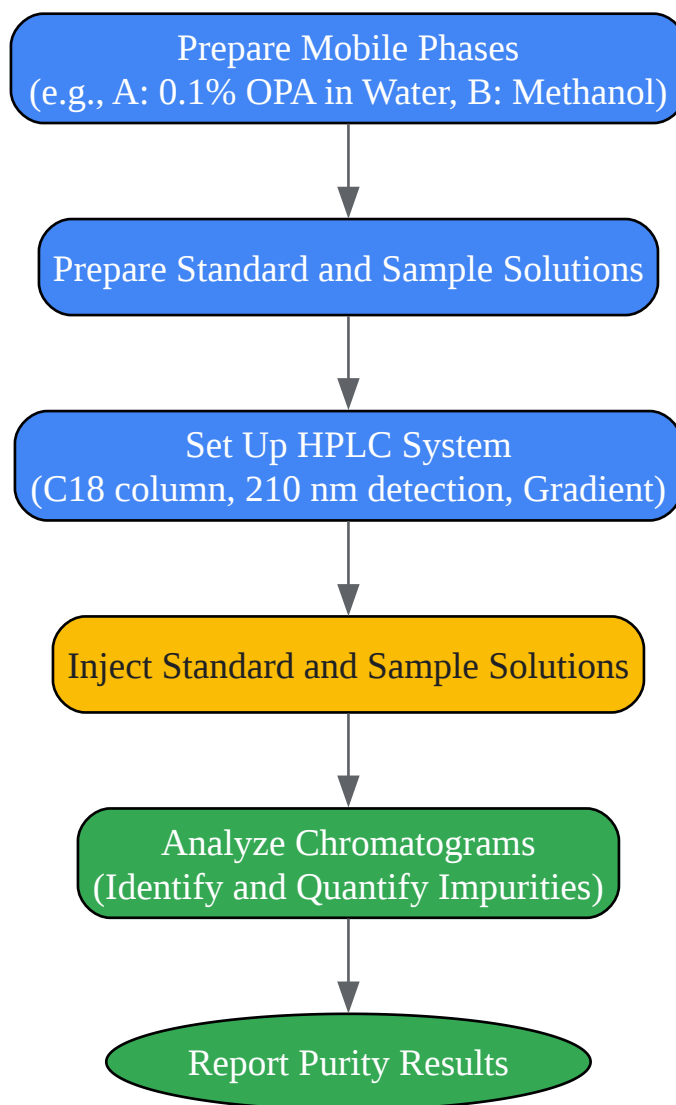 Prepare Mobile Phases
(e.g., A: 0.1% OPA in Water, B: Methanol)
Prepare Standard and Sample Solutions
Set Up HPLC System
(C18 column, 210 nm detection, Gradient)
Inject Standard and Sample Solutions
Analyze Chromatograms
(Identify and Quantify Impurities)
Report Purity Results